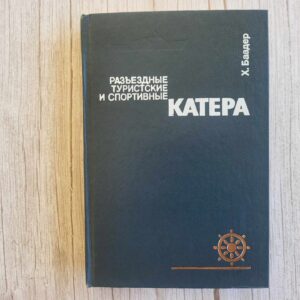 Х. Баадер
РАЗЪЕЗДНЫЕ
ТУРИСТСКИЕ
И СПОРТИВНЫЕ
КАТЕРА